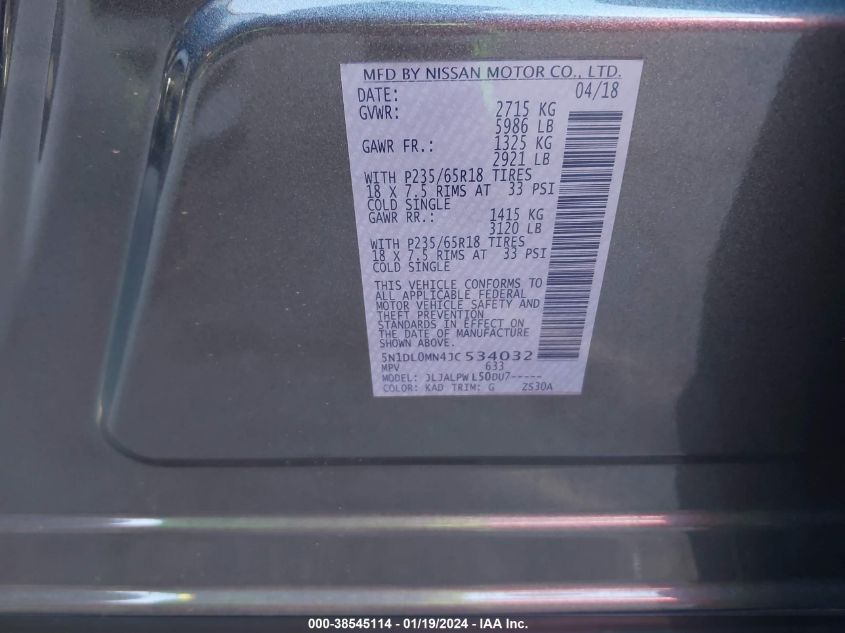 MFD BY NISSAN MOTOR CO., LTD.
DATE: 04/18
GVWR: 2715 KG
5986 LB
GAWR FR.: 1325 KG
2921 LB
WITH P235/65R18 TIRES
18 X 7.5 RIMS AT 33 PSI
COLD SINGLE
GAWR RR.: 1415 KG
3120 LB
WITH P235/65R18 TIRES
18 X 7.5 RIMS AT 33 PSI
COLD SINGLE
THIS VEHICLE CONFORMS TO
ALL APPLICABLE FEDERAL
MOTOR VEHICLE SAFETY AND
THEFT PREVENTION
STANDARDS IN EFFECT ON
THE DATE OF MANUFACTURE
SHOWN ABOVE.
5N1DL0MN4JC534032
MPV 633
MODEL: JLJALPWL50DU7-----
COLOR: KAD TRIM: G ZS30A
000-38545114 - 01/19/2024 - IAA Inc.